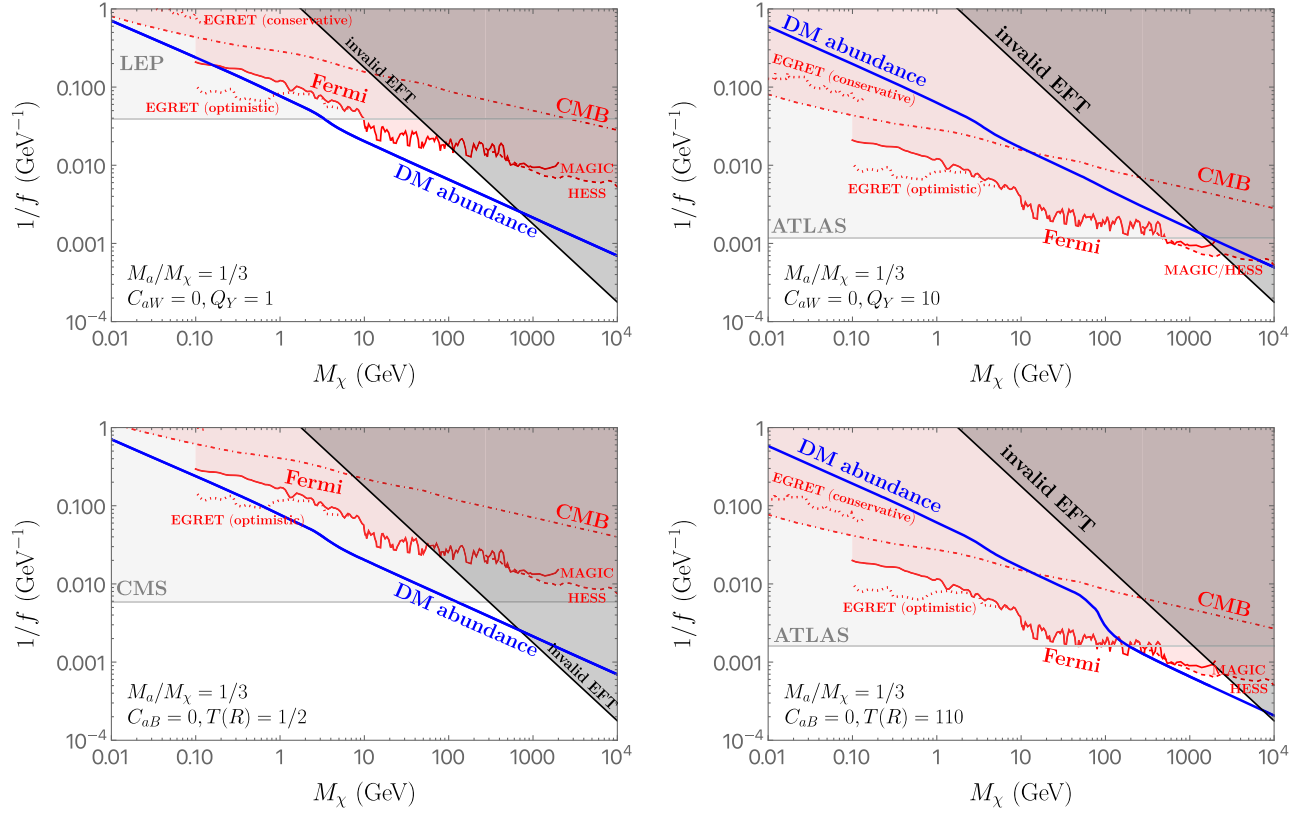 1
0.100
0.010
0.001
10⁻⁴
1/f (GeV⁻¹)
EGRET (conservative)
LEP
EGRET (optimistic)
Fermi
invalid EFT
CMB
MAGIC
HESS
DM abundance
M_a/M_χ = 1/3
C_aW = 0, Q_Y = 1
0.01 0.10 1 10 100 1000 10⁴
M_χ (GeV)
1
0.100
0.010
0.001
10⁻⁴
1/f (GeV⁻¹)
DM abundance
invalid EFT
EGRET (conservative)
CMB
EGRET (optimistic)
ATLAS
Fermi
MAGIC/HESS
M_a/M_χ = 1/3
C_aW = 0, Q_Y = 10
0.01 0.10 1 10 100 1000 10⁴
M_χ (GeV)
1
0.100
0.010
0.001
10⁻⁴
1/f (GeV⁻¹)
Fermi
EGRET (optimistic)
CMB
MAGIC
HESS
CMS
DM abundance
invalid EFT
M_a/M_χ = 1/3
C_aB = 0, T(R) = 1/2
0.01 0.10 1 10 100 1000 10⁴
M_χ (GeV)
1
0.100
0.010
0.001
10⁻⁴
1/f (GeV⁻¹)
DM abundance
invalid EFT
EGRET (conservative)
CMB
EGRET (optimistic)
ATLAS
Fermi
MAGIC
HESS
M_a/M_χ = 1/3
C_aB = 0, T(R) = 110
0.01 0.10 1 10 100 1000 10⁴
M_χ (GeV)